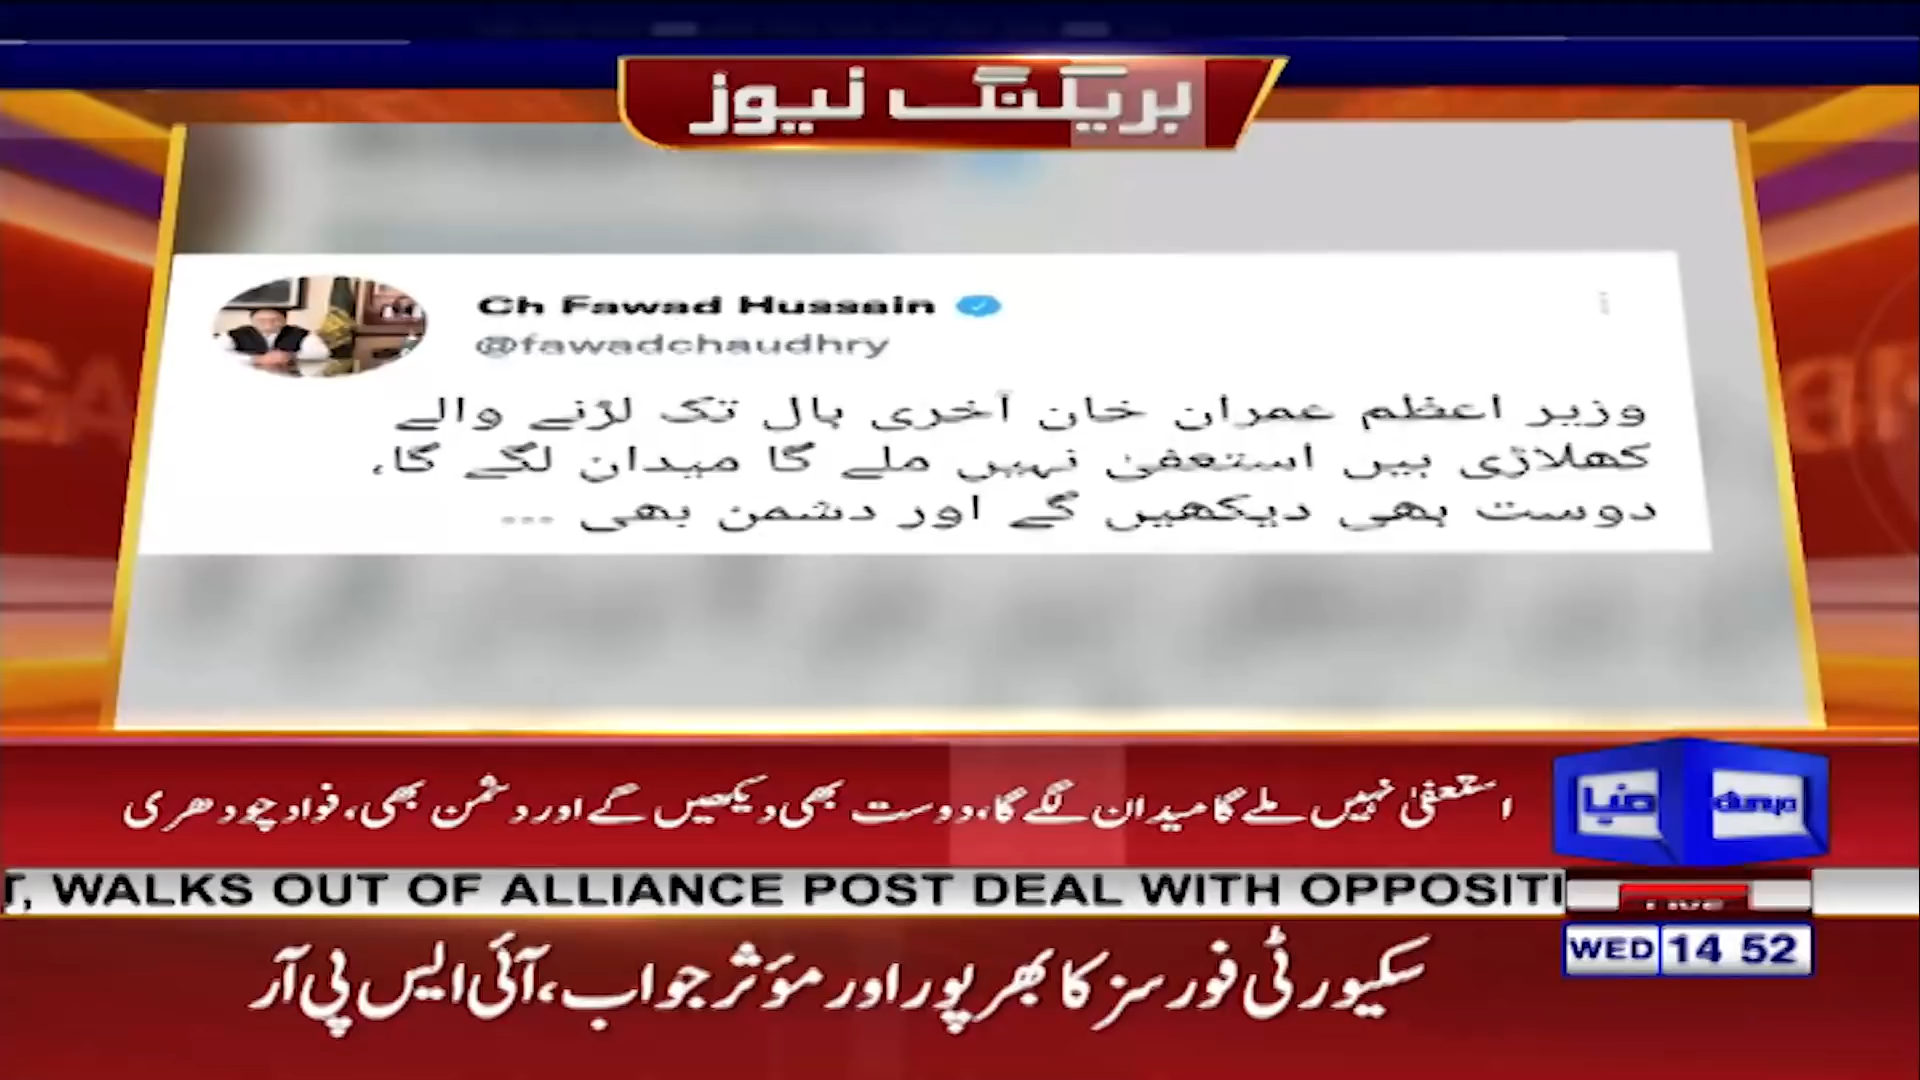 بریکنگ نیوز
Ch Fawad Hussain
@fawadchaudhry
وزیر اعظم عمران خان آخری بال تک لڑنے والے
کھلاڑی ہیں استعفیٰ نہیں ملے گا میدان لگے گا،
دوست بھی دیکھیں گے اور دشمن بھی ...
استعفیٰ نہیں ملے گا میدان لگے گا، دوست بھی دیکھیں گے اور دشمن بھی، فواد چودھری
دنیا
dunya
T, WALKS OUT OF ALLIANCE POST DEAL WITH OPPOSITI
WED 14 52
سکیورٹی فورسز کا بھرپور اور مؤثر جواب، آئی ایس پی آر